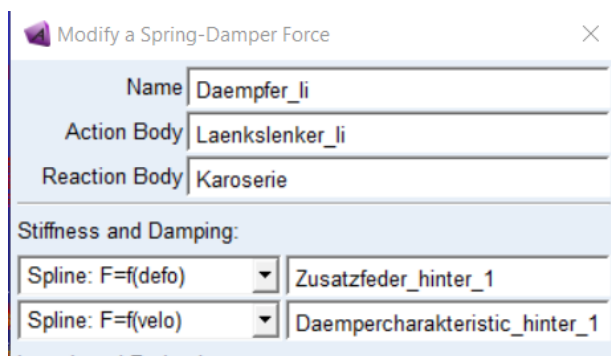 Modify a Spring-Damper Force
Name Daempfer_li
Action Body Laenkslenker_li
Reaction Body Karoserie
Stiffness and Damping:
Spline: F=f(defo) Zusatzfeder_hinter_1
Spline: F=f(velo) Daempercharakteristic_hinter_1